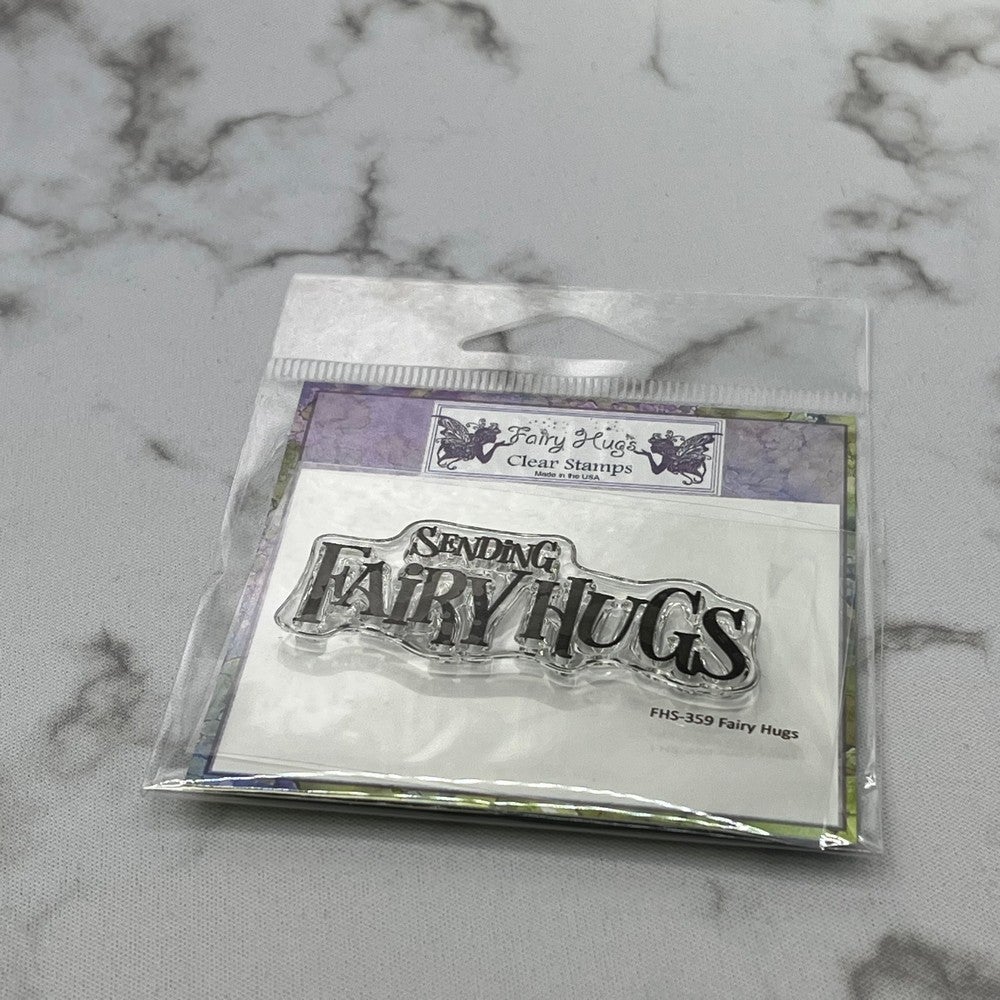 Fairy Hugs
Clear Stamps
Made in the USA
SENDiNG
FAiRY HUGS
FHS-359 Fairy Hugs